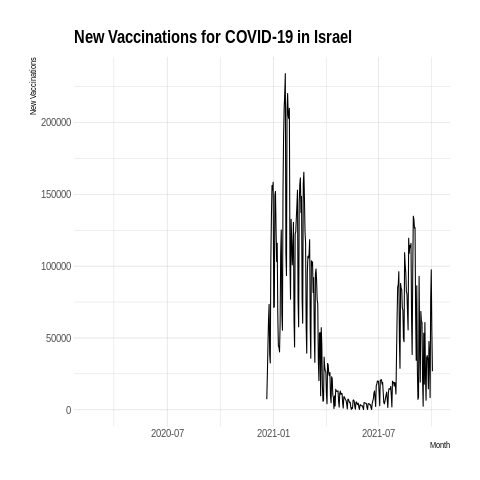 New Vaccinations for COVID-19 in Israel
New Vaccinations
200000
150000
100000
50000
0
2020-07
2021-01
2021-07
Month